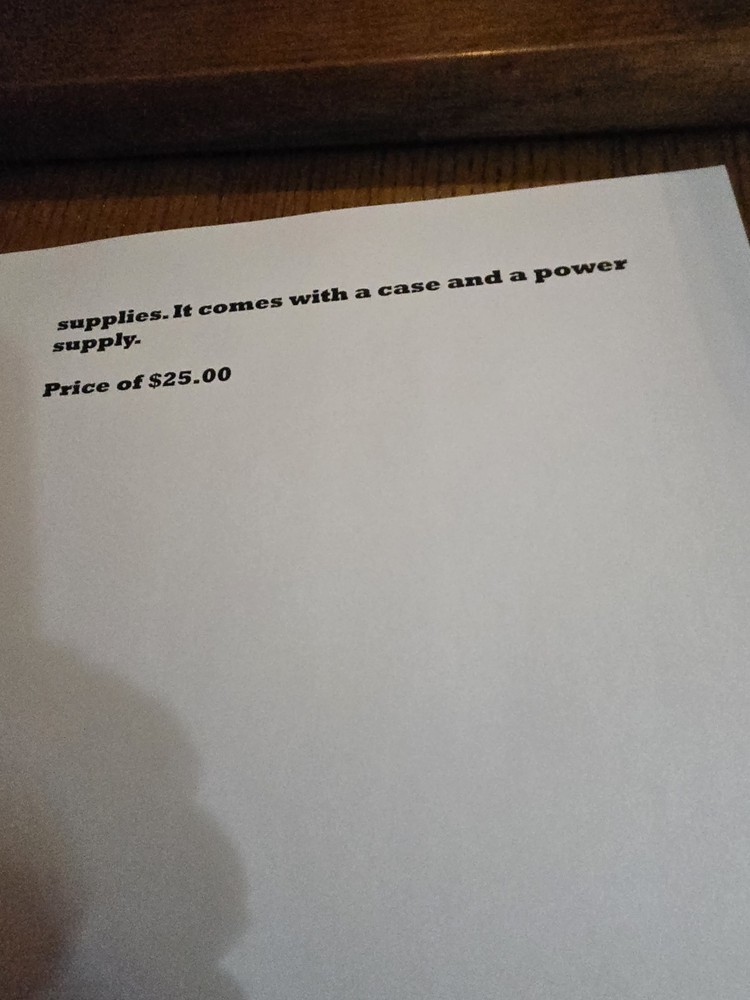 supplies. It comes with a case and a power
supply.
Price of $25.00